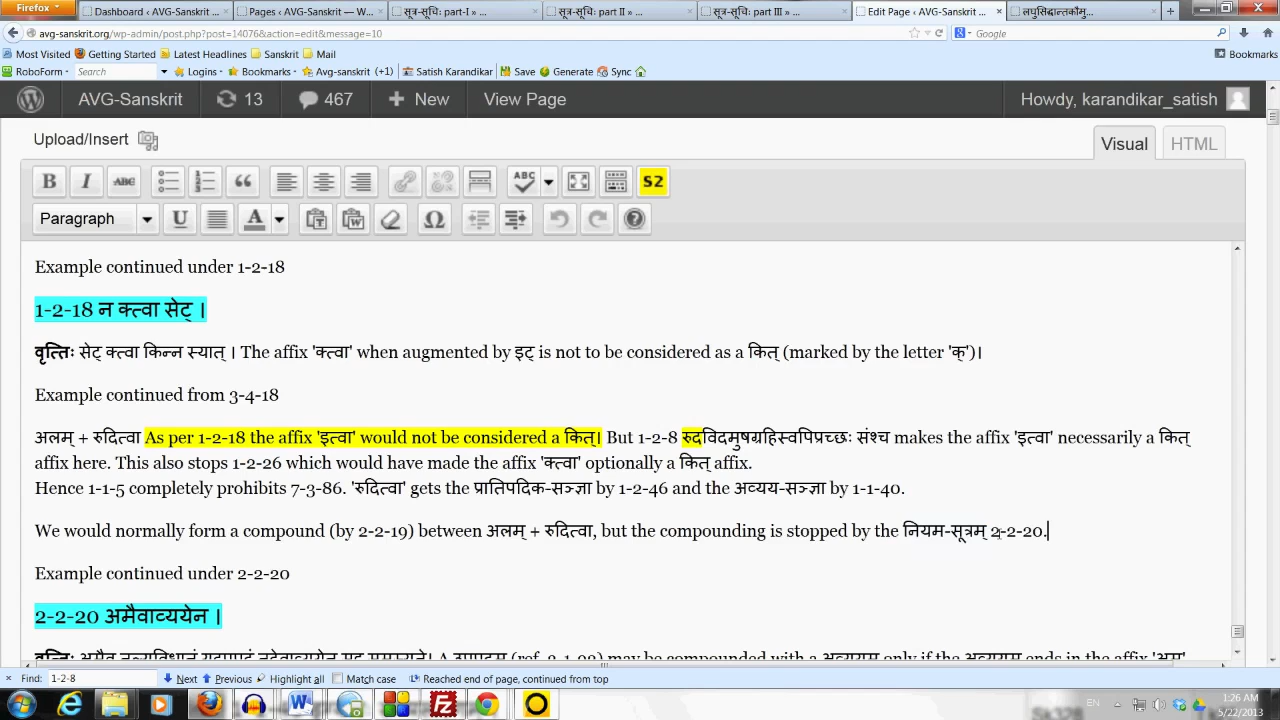 Firefox
Dashboard ‹ AVG-Sanskrit ...
Pages ‹ AVG-Sanskrit — W...
सूत्र-सूचिः part-I » ...
सूत्र-सूचिः part II » ...
सूत्र-सूचिः part III » ...
Edit Page ‹ AVG-Sanskrit ...
avg-sanskrit.org/wp-admin/post.php?post=14076&action=edit&message=10
Google
Most Visited Getting Started Latest Headlines Sanskrit Mail
Bookmarks
RoboForm Search Logins Bookmarks Avg-sanskrit (+1) Satish Karandikar Save Generate Sync
AVG-Sanskrit 13 467 New View Page Howdy, karandikar_satish
Upload/Insert Visual HTML
B I ABC ABC S2
Paragraph U A Ω
Example continued under 1-2-18
1-2-18 न क्त्वा सेट् ।
वृत्तिः सेट् क्त्वा किन्न स्यात् । The affix 'क्त्वा' when augmented by इट् is not to be considered as a कित् (marked by the letter 'क्')।
Example continued from 3-4-18
अलम् + रुदित्वा As per 1-2-18 the affix 'इत्वा' would not be considered a कित्। But 1-2-8 रुदविदमुषग्रहिस्वपिप्रच्छः संश्च makes the affix 'इत्वा' necessarily a कित्
affix here. This also stops 1-2-26 which would have made the affix 'क्त्वा' optionally a कित् affix.
Hence 1-1-5 completely prohibits 7-3-86. 'रुदित्वा' gets the प्रातिपदिक-सञ्ज्ञा by 1-2-46 and the अव्यय-सञ्ज्ञा by 1-1-40.
We would normally form a compound (by 2-2-19) between अलम् + रुदित्वा, but the compounding is stopped by the नियम-सूत्रम् 2-2-20.
Example continued under 2-2-20
2-2-20 अमैवाव्ययेन ।
Find: 1-2-8 Next Previous Highlight all Match case Reached end of page, continued from top
EN
1:26 AM
5/22/2013